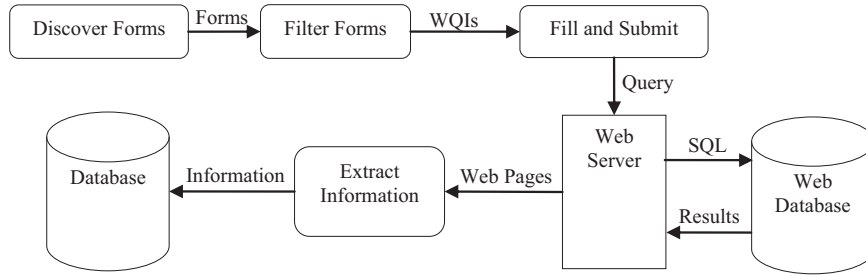 Discover Forms
Forms
Filter Forms
WQIs
Fill and Submit
Query
Database
Information
Extract
Information
Web Pages
Web
Server
SQL
Results
Web
Database